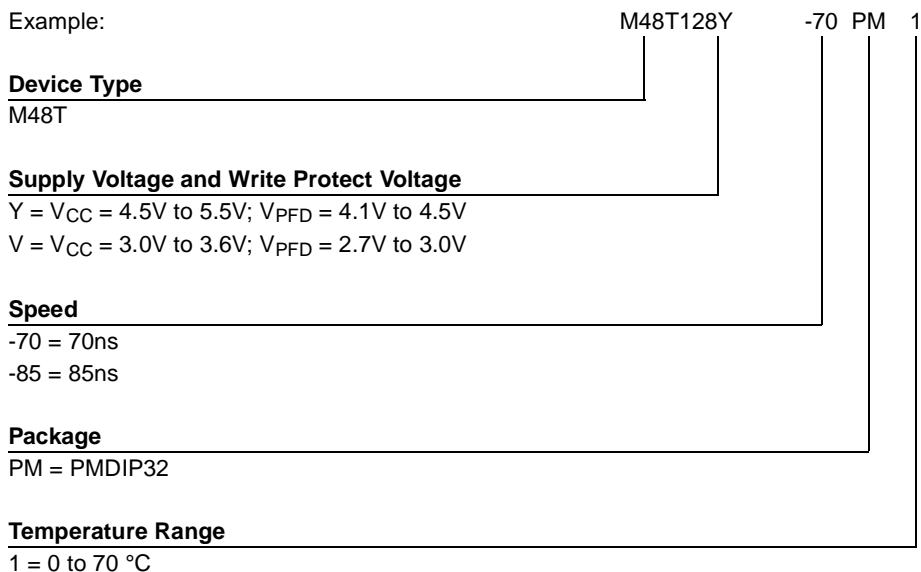 Example: M48T128Y -70 PM 1
Device Type
M48T
Supply Voltage and Write Protect Voltage
Y = VCC = 4.5V to 5.5V; VPFD = 4.1V to 4.5V
V = VCC = 3.0V to 3.6V; VPFD = 2.7V to 3.0V
Speed
-70 = 70ns
-85 = 85ns
Package
PM = PMDIP32
Temperature Range
1 = 0 to 70 °C